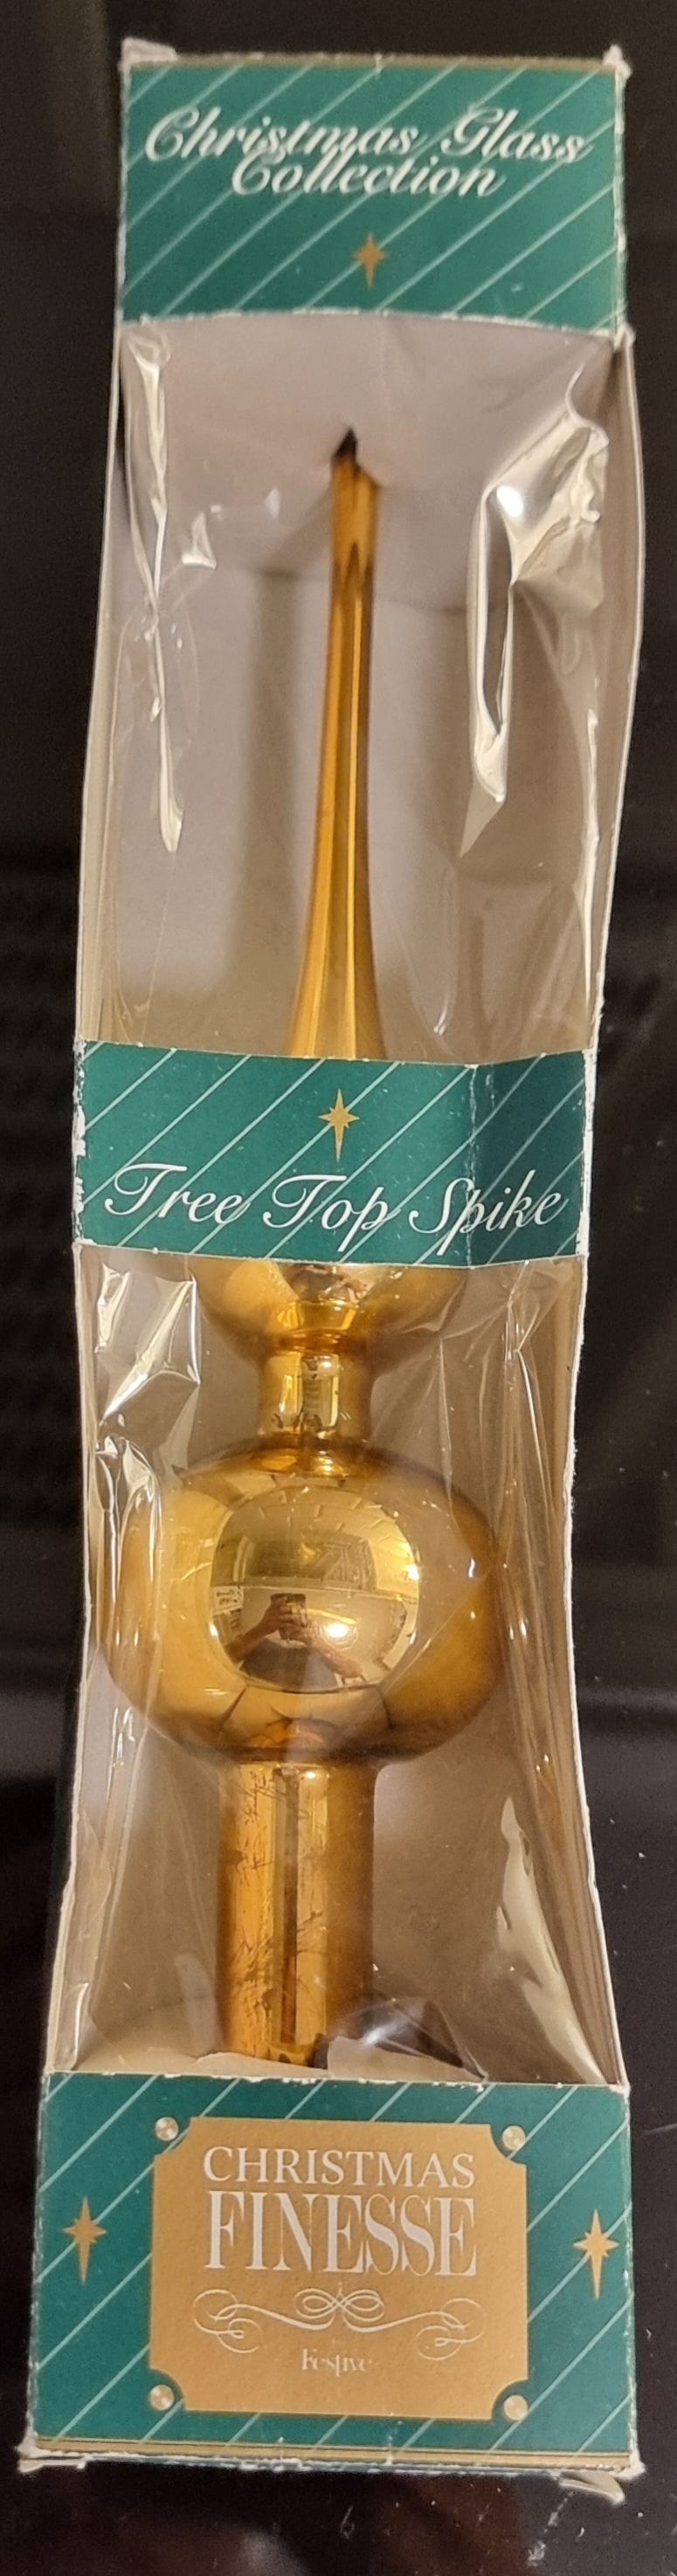 Christmas Glass
Collection
Tree Top Spike
CHRISTMAS
FINESSE
Festive